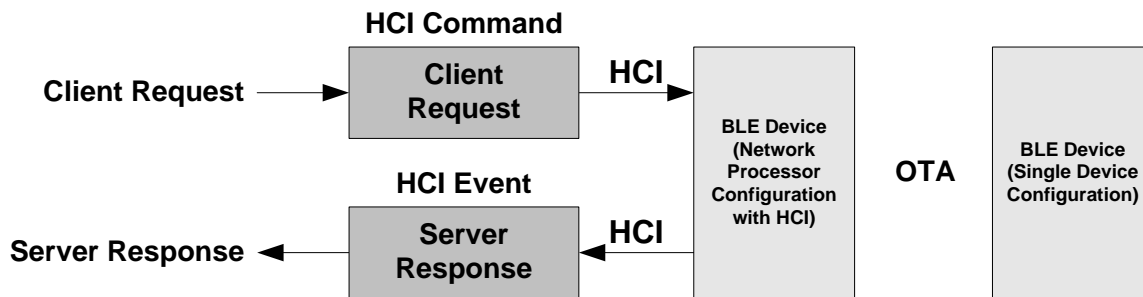 HCI Command
Client Request
Client
Request
HCI
HCI Event
Server Response
Server
Response
HCI
BLE Device
(Network
Processor
Configuration
with HCI)
OTA
BLE Device
(Single Device
Configuration)